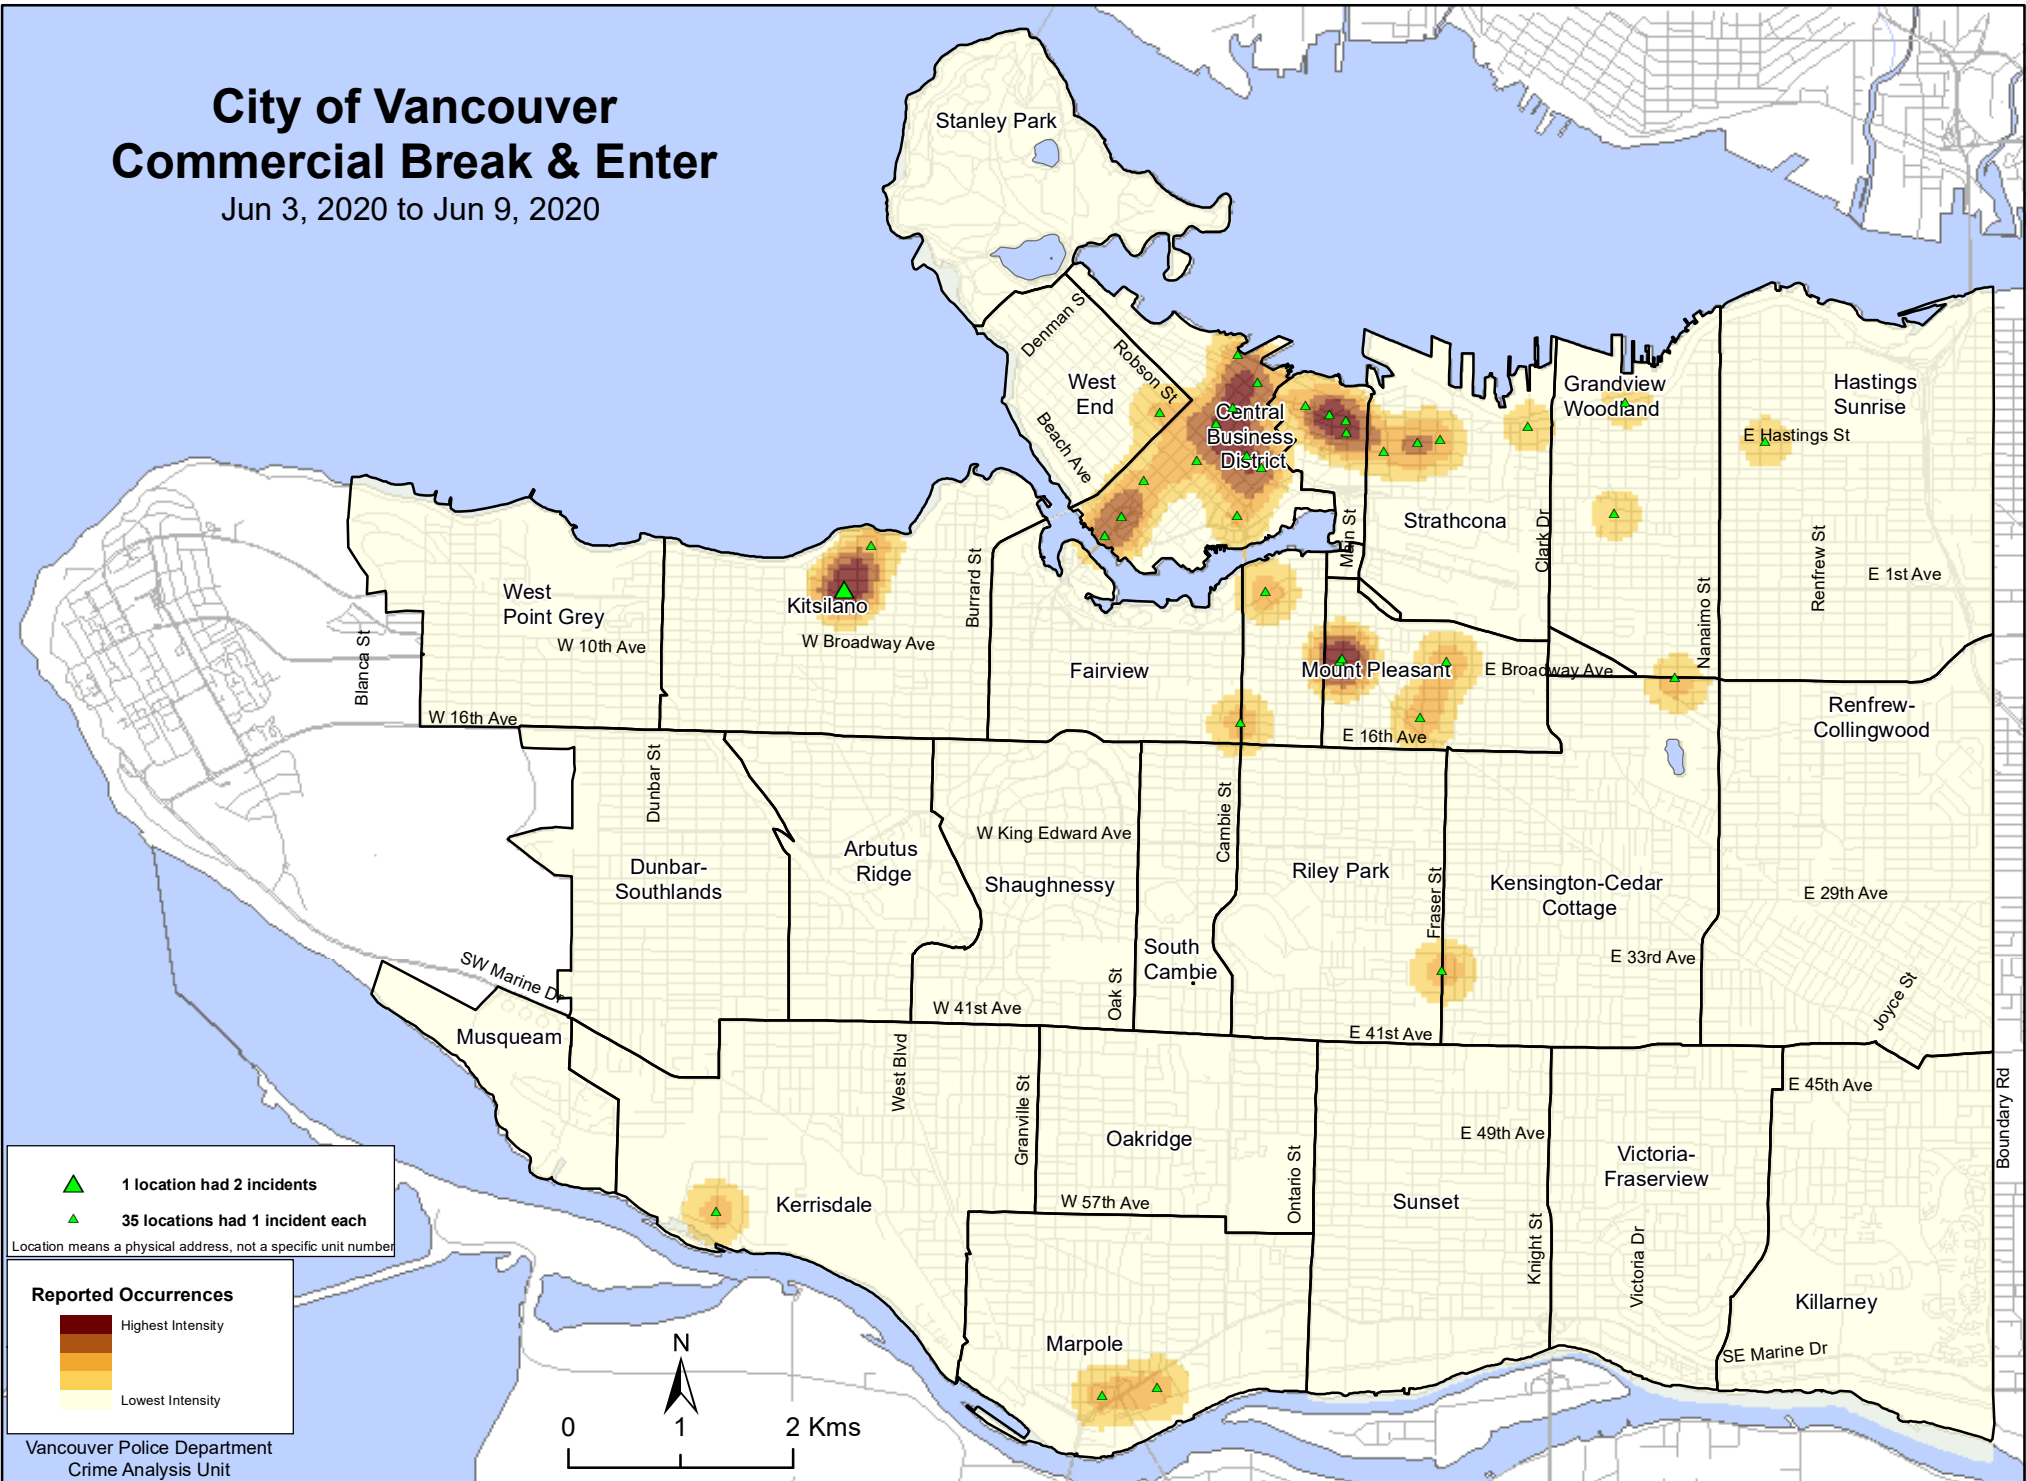 City of Vancouver
Commercial Break & Enter
Jun 3, 2020 to Jun 9, 2020
Stanley Park
Denman S
Robson St
West
End
Beach Ave
Central
Business
District
Grandview
Woodland
Hastings
Sunrise
E Hastings St
Strathcona
Main St
Clark Dr
Nanaimo St
Renfrew St
E 1st Ave
West
Point Grey
W 10th Ave
Blanca St
W 16th Ave
Kitsilano
W Broadway Ave
Burrard St
Fairview
Mount Pleasant
E Broadway Ave
E 16th Ave
Renfrew-
Collingwood
Dunbar St
Dunbar-
Southlands
Arbutus
Ridge
W King Edward Ave
Shaughnessy
Cambie St
Riley Park
Fraser St
Kensington-Cedar
Cottage
E 29th Ave
E 33rd Ave
South
Cambie
Oak St
W 41st Ave
E 41st Ave
Joyce St
SW Marine Dr
Musqueam
West Blvd
Granville St
Oakridge
Ontario St
E 49th Ave
Victoria-
Fraserview
E 45th Ave
Boundary Rd
Kerrisdale
W 57th Ave
Sunset
Knight St
Victoria Dr
Killarney
SE Marine Dr
Marpole
1 location had 2 incidents
35 locations had 1 incident each
Location means a physical address, not a specific unit number
Reported Occurrences
Highest Intensity
Lowest Intensity
Vancouver Police Department
Crime Analysis Unit
N
0 1 2 Kms